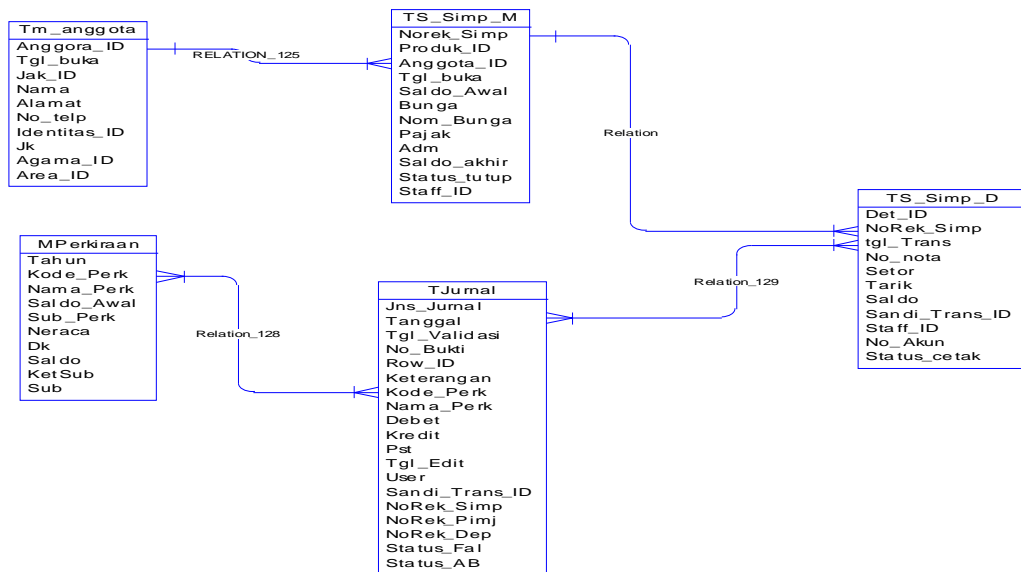 Tm_anggota
Anggora_ID
Tgl_buka
Jak_ID
Nama
Alamat
No_telp
Identitas_ID
Jk
Agama_ID
Area_ID
RELATION_125
TS_Simp_M
Norek_Simp
Produk_ID
Anggota_ID
Tgl_buka
Saldo_Awal
Bunga
Nom_Bunga
Pajak
Adm
Saldo_akhir
Status_tutup
Staff_ID
Relation
TS_Simp_D
Det_ID
NoRek_Simp
tgl_Trans
No_nota
Setor
Tarik
Saldo
Sandi_Trans_ID
Staff_ID
No_Akun
Status_cetak
MPerkiraan
Tahun
Kode_Perk
Nama_Perk
Saldo_Awal
Sub_Perk
Neraca
Dk
Saldo
KetSub
Sub
Relation_128
TJurnal
Jns_Jurnal
Tanggal
Tgl_Validasi
No_Bukti
Row_ID
Keterangan
Kode_Perk
Nama_Perk
Debet
Kredit
Pst
Tgl_Edit
User
Sandi_Trans_ID
NoRek_Simp
NoRek_Pimj
NoRek_Dep
Status_Fal
Status_AB
Relation_129